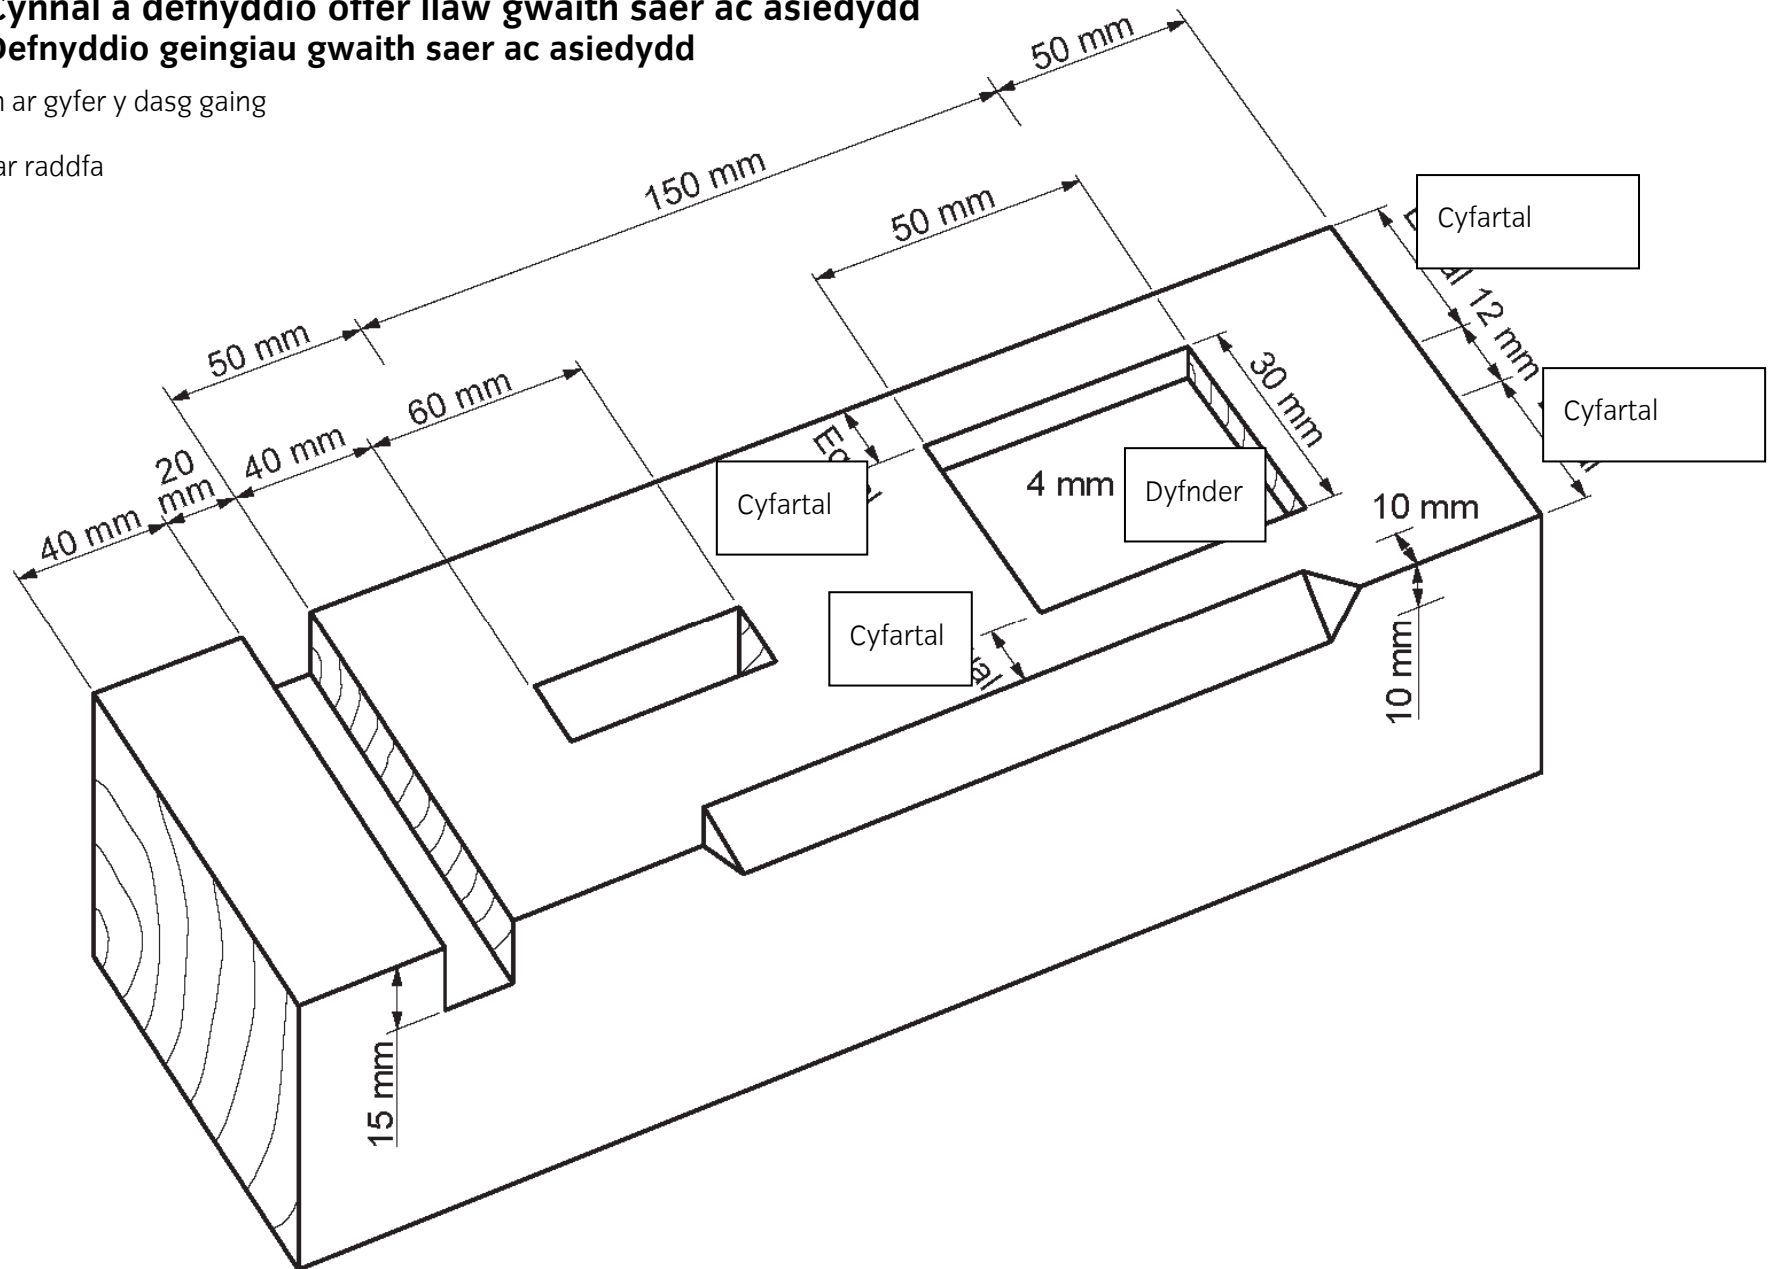 Cynnal a defnyddio offer llaw gwaith saer ac asiedydd
Defnyddio geingiau gwaith saer ac asiedydd
ar gyfer y dasg gaing
ar raddfa
50 mm
150 mm
50 mm
Cyfartal
12 mm
50 mm
60 mm
30 mm
Cyfartal
20
mm
40 mm
40 mm
Cyfartal
4 mm
Dyfnder
10 mm
Cyfartal
10 mm
15 mm